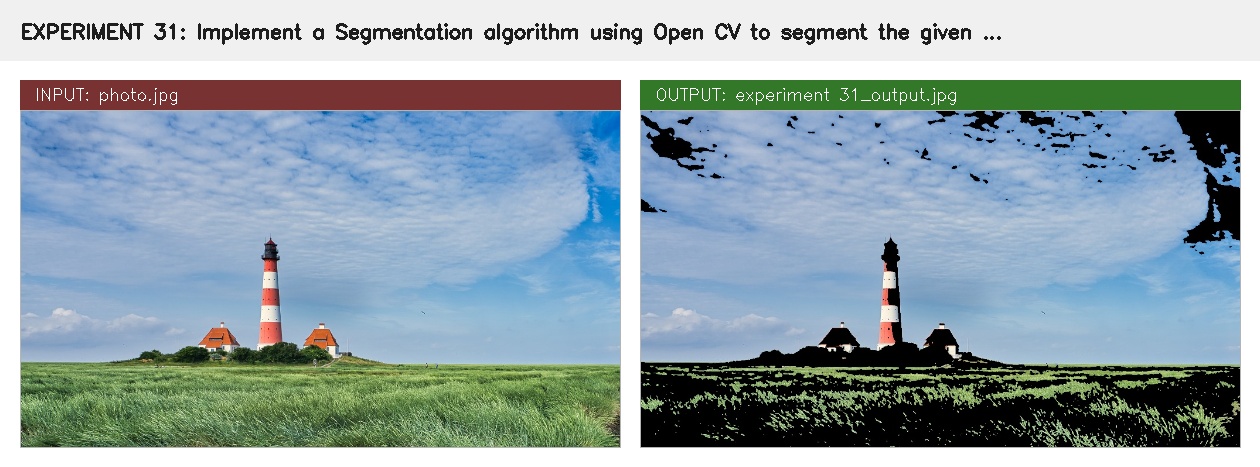 EXPERIMENT 31: Implement a Segmentation algorithm using Open CV to segment the given ...
INPUT: photo.jpg
OUTPUT: experiment 31_output.jpg